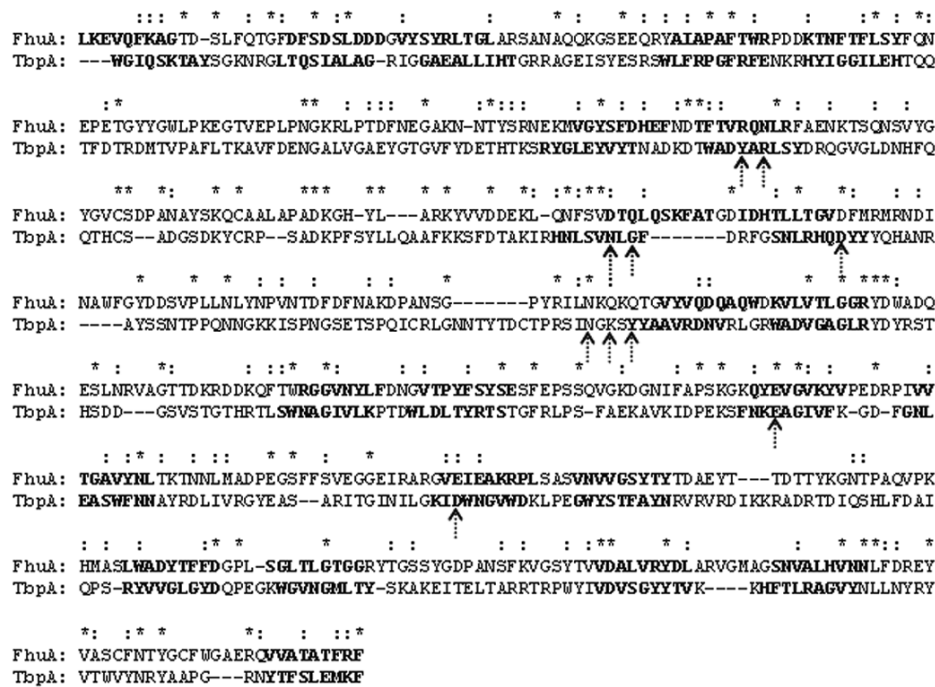 ::: * * :* : : * : * : : :* : * *:
FhuA: LKEVQFKAGTD-SLFQTGFDFSDSLDDDGVYSYRLTGLARSANAQQKGSEEQRYAIAPAFTWRPDDKTNFTFLSYFQN
TbpA: ---WGIQSKTAYSGKNRGLTQSIALAG-RIGGAEALLIHTGRRAGEISYESRSWLFRPGFRFENKRHYIGGILEHTQQ
:* ** : ::: * :*::: : * : :**:: : : :
FhuA: EPETGYYGWLPKEGTVEPLPNGKRLPTDFNEGAKN-NTYSRNEKMVGYSFDHEFNDTFTVRQNLRFAENKTSQNSVYG
TbpA: TFDTRDMTVPAFLTKAVFDENGALVGAEYGTGVFYDETHTKSRYGLEYVYTNADKDTWADYARLSYDRQGVGLDNHFQ
** *: * * *** ** * ** *: ::** : : * : * *
FhuA: YGVCSDPANAYSKQCAALAPADKGH-YL---ARKYVVDDEKL-QNFSVDTQLQSKFATGDIDHTLLTGVDFMRMRNDI
TbpA: QTHCS--ADGSDKYCRP--SADKPFSYLLQAAFKKSFDTAKIRHNLSVNLGF-------DRFGSNLRHQDYYYQHANR
* * * : : : : * :* : : :: * *:***
FhuA: NAWFGYDDSVPLLNLYNPVNTDFDFNAKDPANSG-------PYRILNKQKQTGVYVQDQAQWDKVLVTLGGRYDWADQ
TbpA: ----AYSSNTPPQNNGKKISPNGSETSPQICRLGNNTYTDCTPRSINGKSYYAAVRDNVRLGRWADVGAGLRYDYRST
* : * : ::* : : : * * : * * : * : * :
FhuA: ESLNRVAGTTDKRDDKQFTWRGGVNYLFDNGVTPYFSYSESFEPSSQVGKDGNIFAPSKGKQYEVGVKYVPEDRPIVV
TbpA: HSDD---GSVSTGTHRTLSWNAGIVLKPTDWLDLTYRTSTGFRLPS-FAEKAVKIDPEKSFNKEAGIVFK-GD-FGNL
: : * : * :: * * :: : ::
FhuA: TGAVYNLTKTNNLMADPEGSFFSVEGGEIRARGVEIEAKRPLSASVNVVGSYTYTDAEYT---TDTTYKGNTPAQVPK
TbpA: EASWFNNAYRDLIVRGYEAS--ARITGINILGKIDWNGVWDKLPEGWYSTFAYNRVRVRDIKKRADRTDIQSHLFDAI
FhuA: HMASLWADYTFFDGPL-SGLTLGTGGRYTGSSYGDPANSFKVGSYTVVDALVRYDLARVGMAGSNVALHVNNLFDREY
TbpA: QPS-RYVVGLGYDQPEGKWGVNGMLTY-SKAKEITELTARRTRPWYIVDVSGYYTVK----KHFTLRAGVYNLLNYRY
*: :* * *: : ::*
FhuA: VASCFNTYGCFWGAERQVVATATFRF
TbpA: VTWVYNRYAAPG--RNYTFSLEMKF